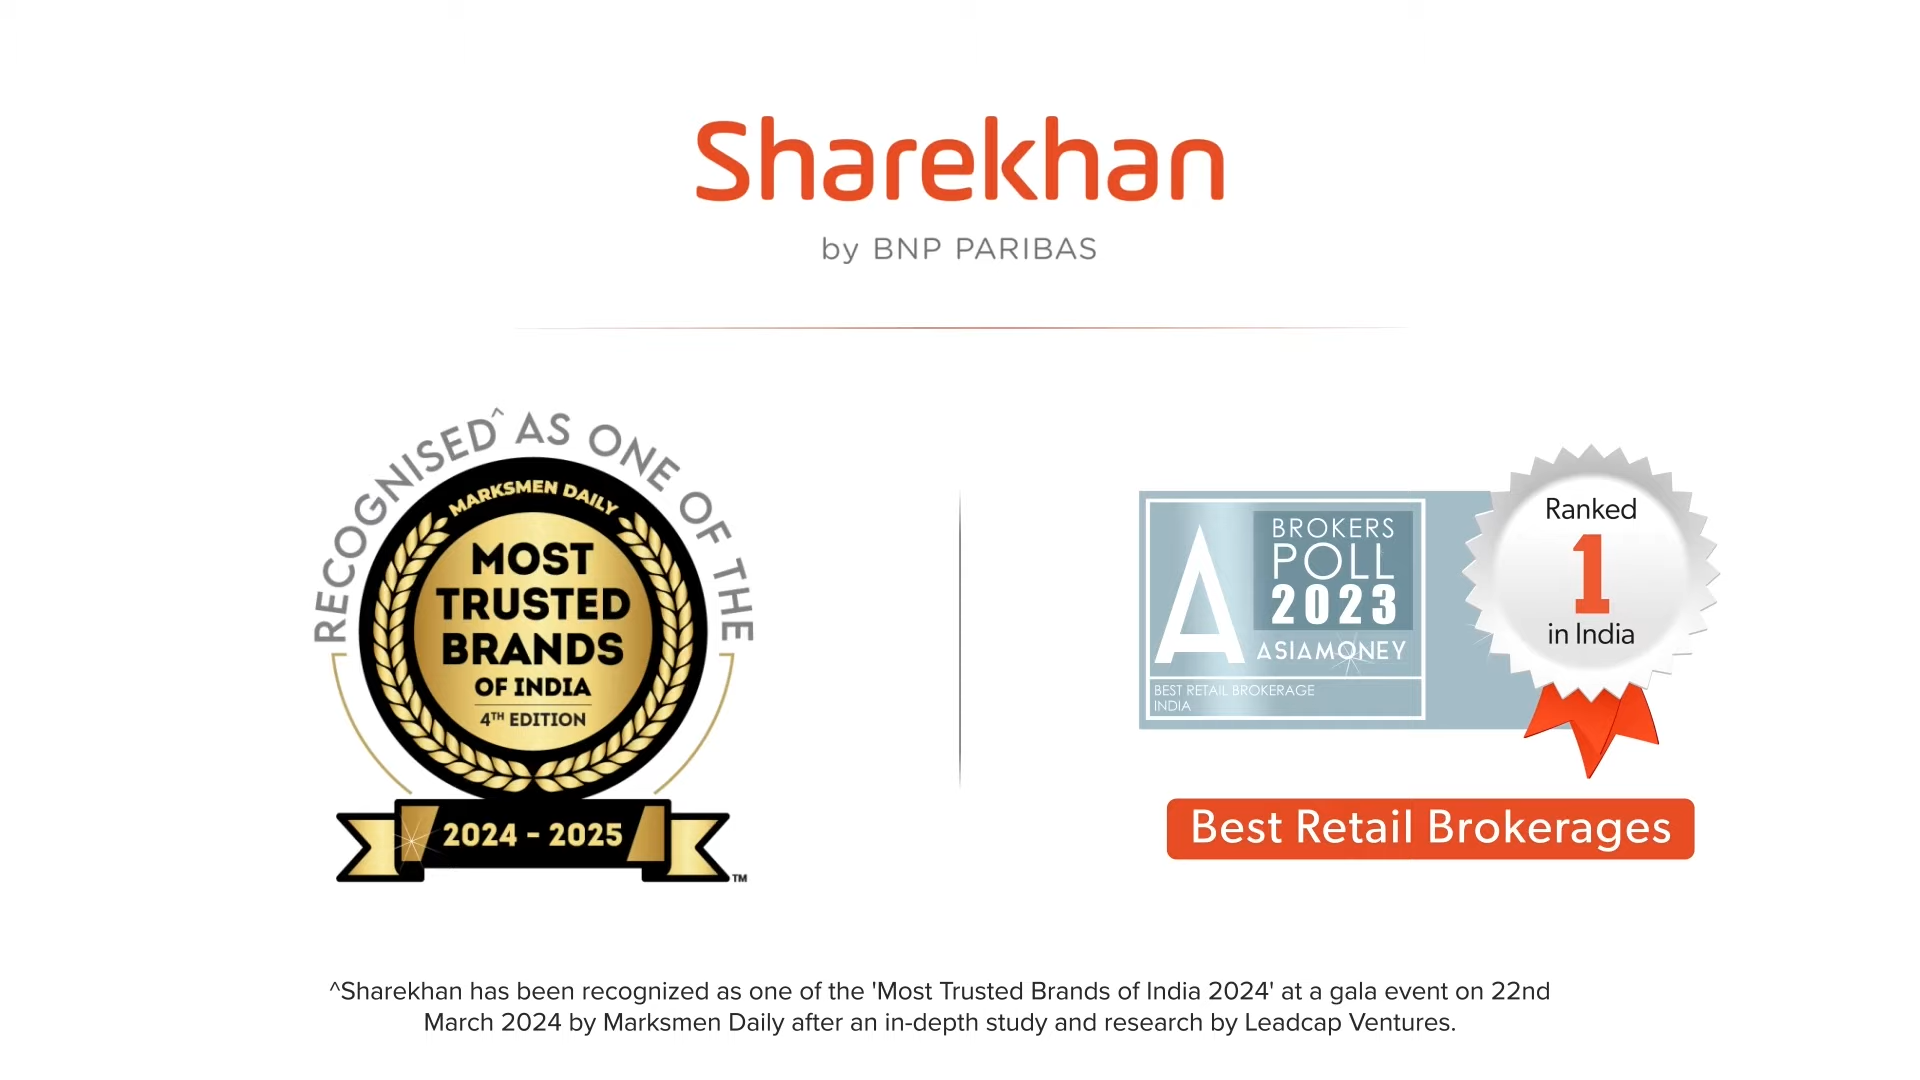 Sharekhan
by BNP PARIBAS
RECOGNISED^ AS ONE OF THE
MARKSMEN DAILY
MOST
TRUSTED
BRANDS
OF INDIA
4TH EDITION
2024 - 2025
TM
BROKERS
POLL
2023
A
ASIAMONEY
BEST RETAIL BROKERAGE
INDIA
Ranked
1
in India
Best Retail Brokerages
^Sharekhan has been recognized as one of the 'Most Trusted Brands of India 2024' at a gala event on 22nd
March 2024 by Marksmen Daily after an in-depth study and research by Leadcap Ventures.